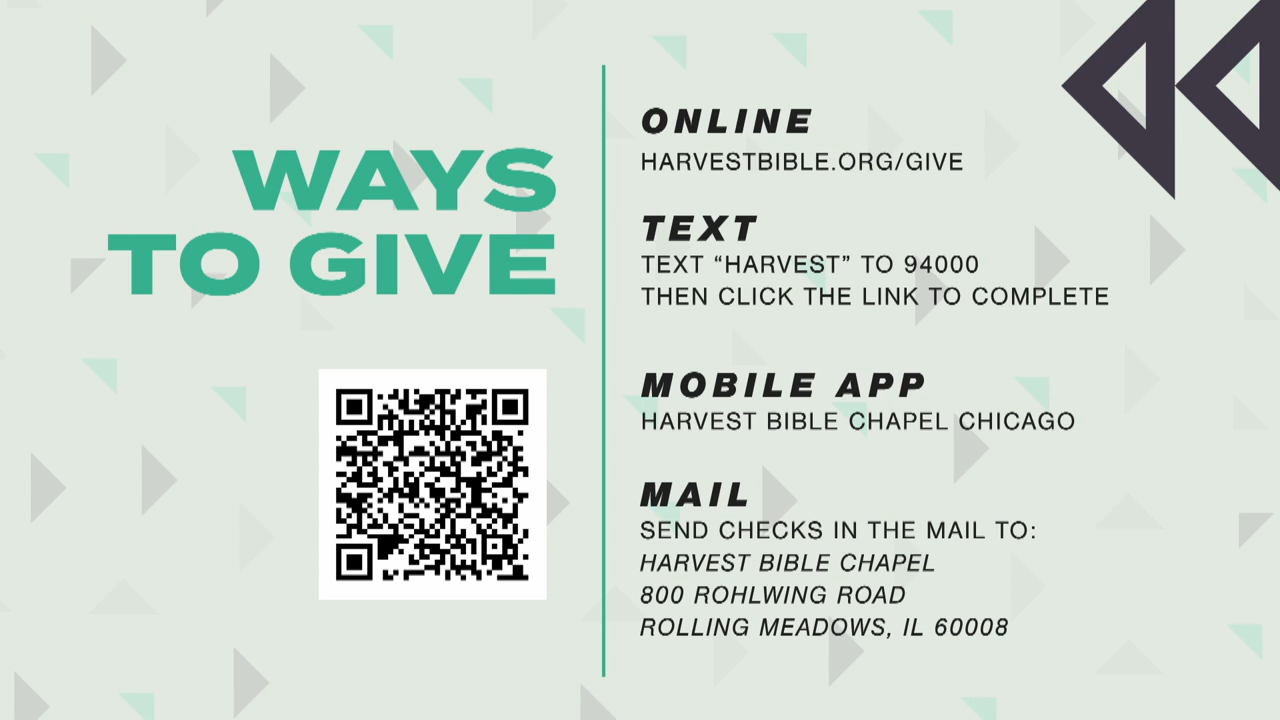 WAYS
TO GIVE
ONLINE
HARVESTBIBLE.ORG/GIVE
TEXT
TEXT “HARVEST” TO 94000
THEN CLICK THE LINK TO COMPLETE
MOBILE APP
HARVEST BIBLE CHAPEL CHICAGO
MAIL
SEND CHECKS IN THE MAIL TO:
HARVEST BIBLE CHAPEL
800 ROHLWING ROAD
ROLLING MEADOWS, IL 60008